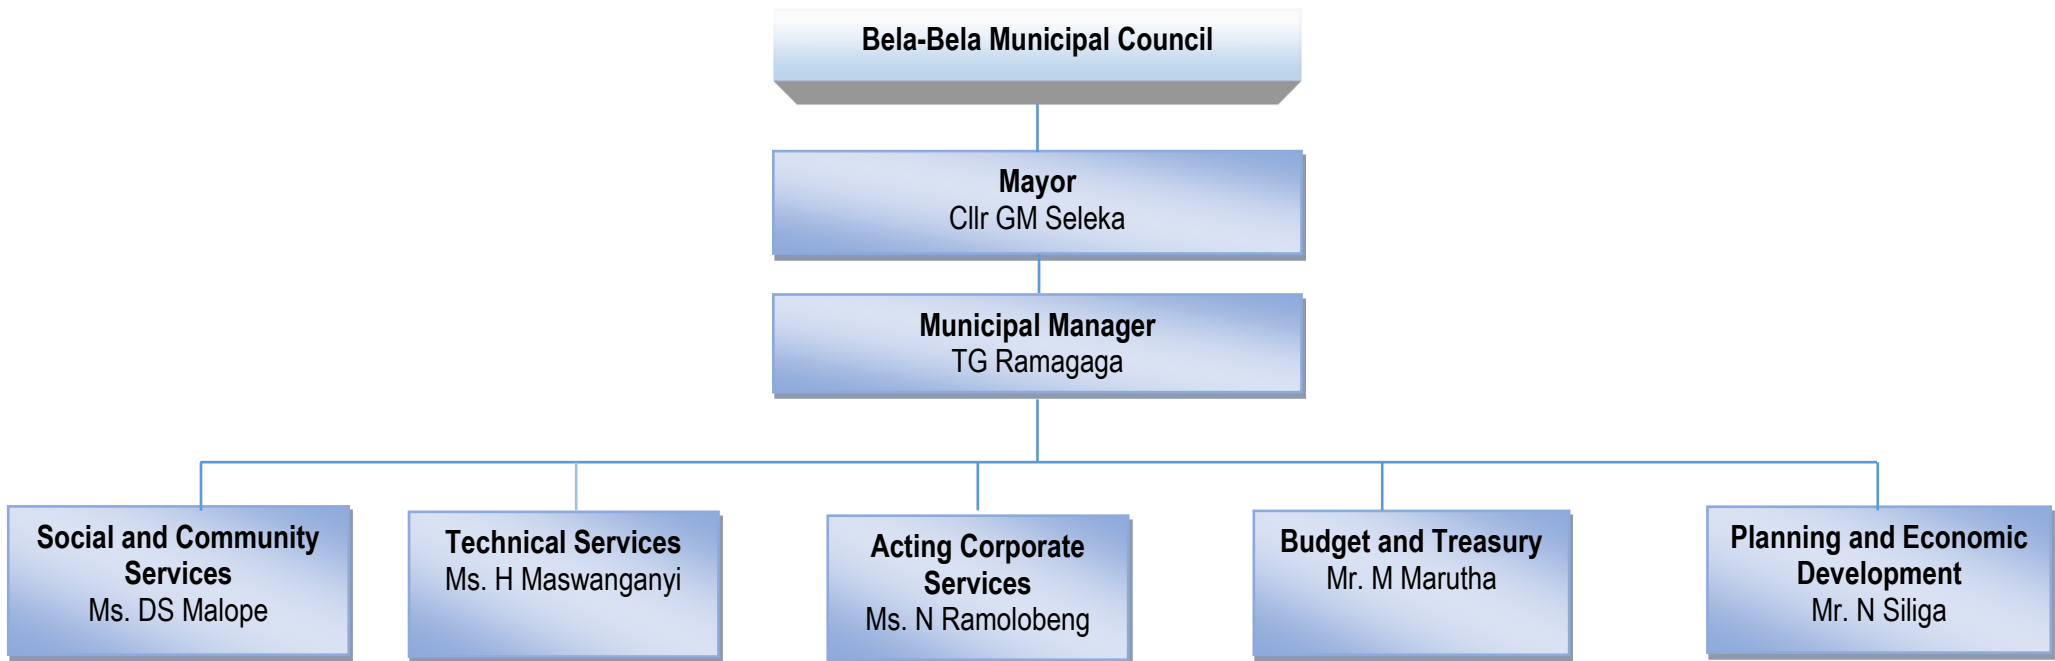 Bela-Bela Municipal Council
Mayor
Cllr GM Seleka
Municipal Manager
TG Ramagaga
Social and Community
Services
Ms. DS Malope
Technical Services
Ms. H Maswanganyi
Acting Corporate
Services
Ms. N Ramolobeng
Budget and Treasury
Mr. M Marutha
Planning and Economic
Development
Mr. N Siliga